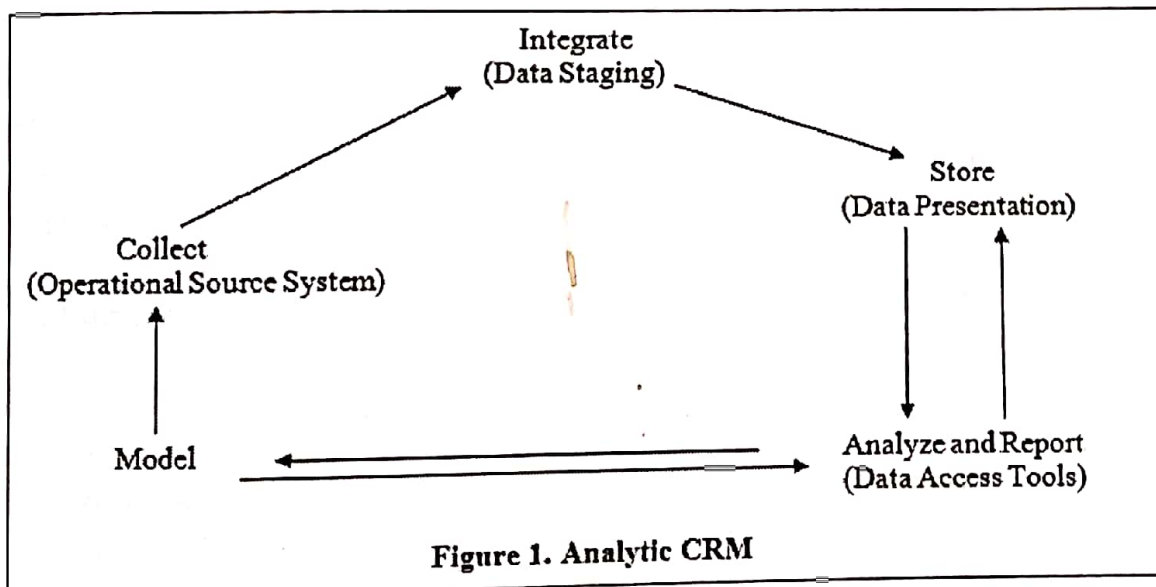 Integrate
(Data Staging)
Store
(Data Presentation)
Collect
(Operational Source System)
Model
Analyze and Report
(Data Access Tools)
Figure 1. Analytic CRM